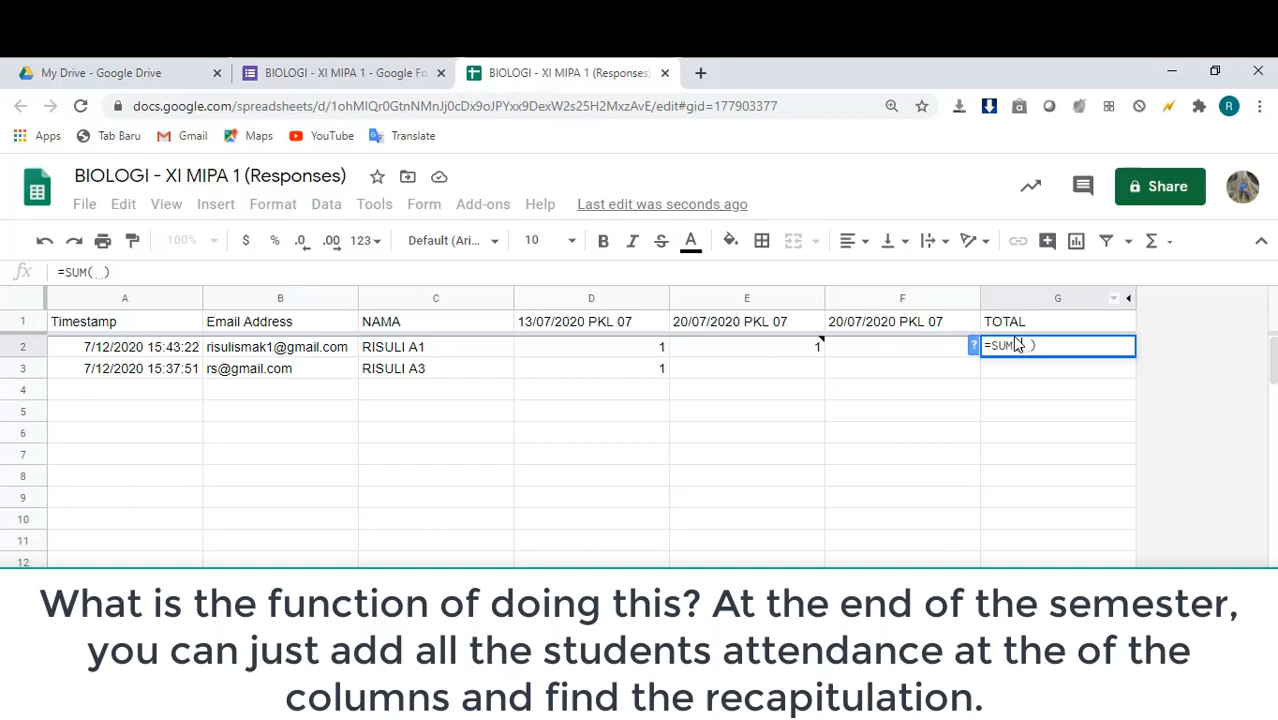 My Drive - Google Drive
BIOLOGI - XI MIPA 1 - Google Fo
BIOLOGI - XI MIPA 1 (Responses)
docs.google.com/spreadsheets/d/1ohMIQr0GtnNMnJj0cDx9oJPYxx9DexW2s25H2MxzAvE/edit#gid=177903377
R
Apps Tab Baru Gmail Maps YouTube Translate
BIOLOGI - XI MIPA 1 (Responses)
Share
File Edit View Insert Format Data Tools Form Add-ons Help Last edit was seconds ago
100% $ % .0 .00 123 Default (Ari... 10 B I S A
fx =SUM( )
A B C D E F G
1 Timestamp Email Address NAMA 13/07/2020 PKL 07 20/07/2020 PKL 07 20/07/2020 PKL 07 TOTAL
2 7/12/2020 15:43:22 risulismak1@gmail.com RISULI A1 1 1 ? =SUM( )
3 7/12/2020 15:37:51 rs@gmail.com RISULI A3 1
4
5
6
7
8
9
10
11
12
What is the function of doing this? At the end of the semester,
you can just add all the students attendance at the of the
columns and find the recapitulation.